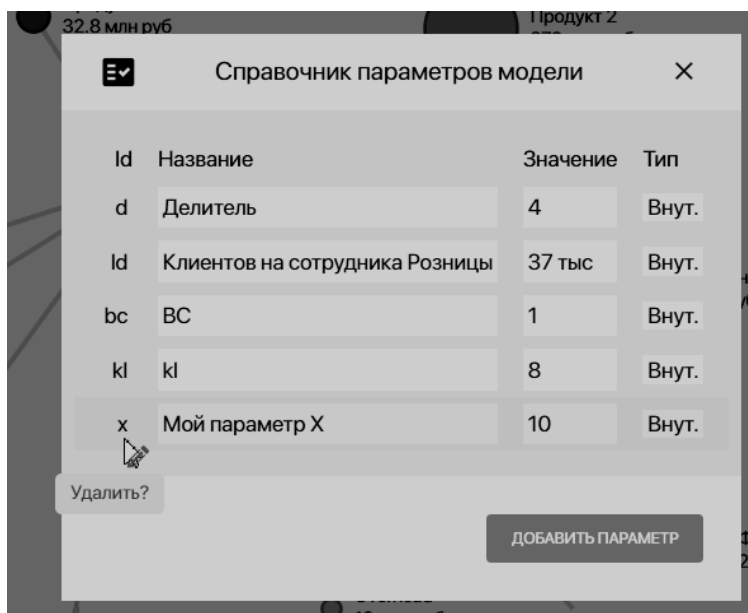 32.8 млн руб
Продукт 2
Справочник параметров модели
Id Название Значение Тип
d Делитель 4 Внут.
ld Клиентов на сотрудника Розницы 37 тыс Внут.
bc BC 1 Внут.
kl kl 8 Внут.
x Мой параметр X 10 Внут.
Удалить?
ДОБАВИТЬ ПАРАМЕТР